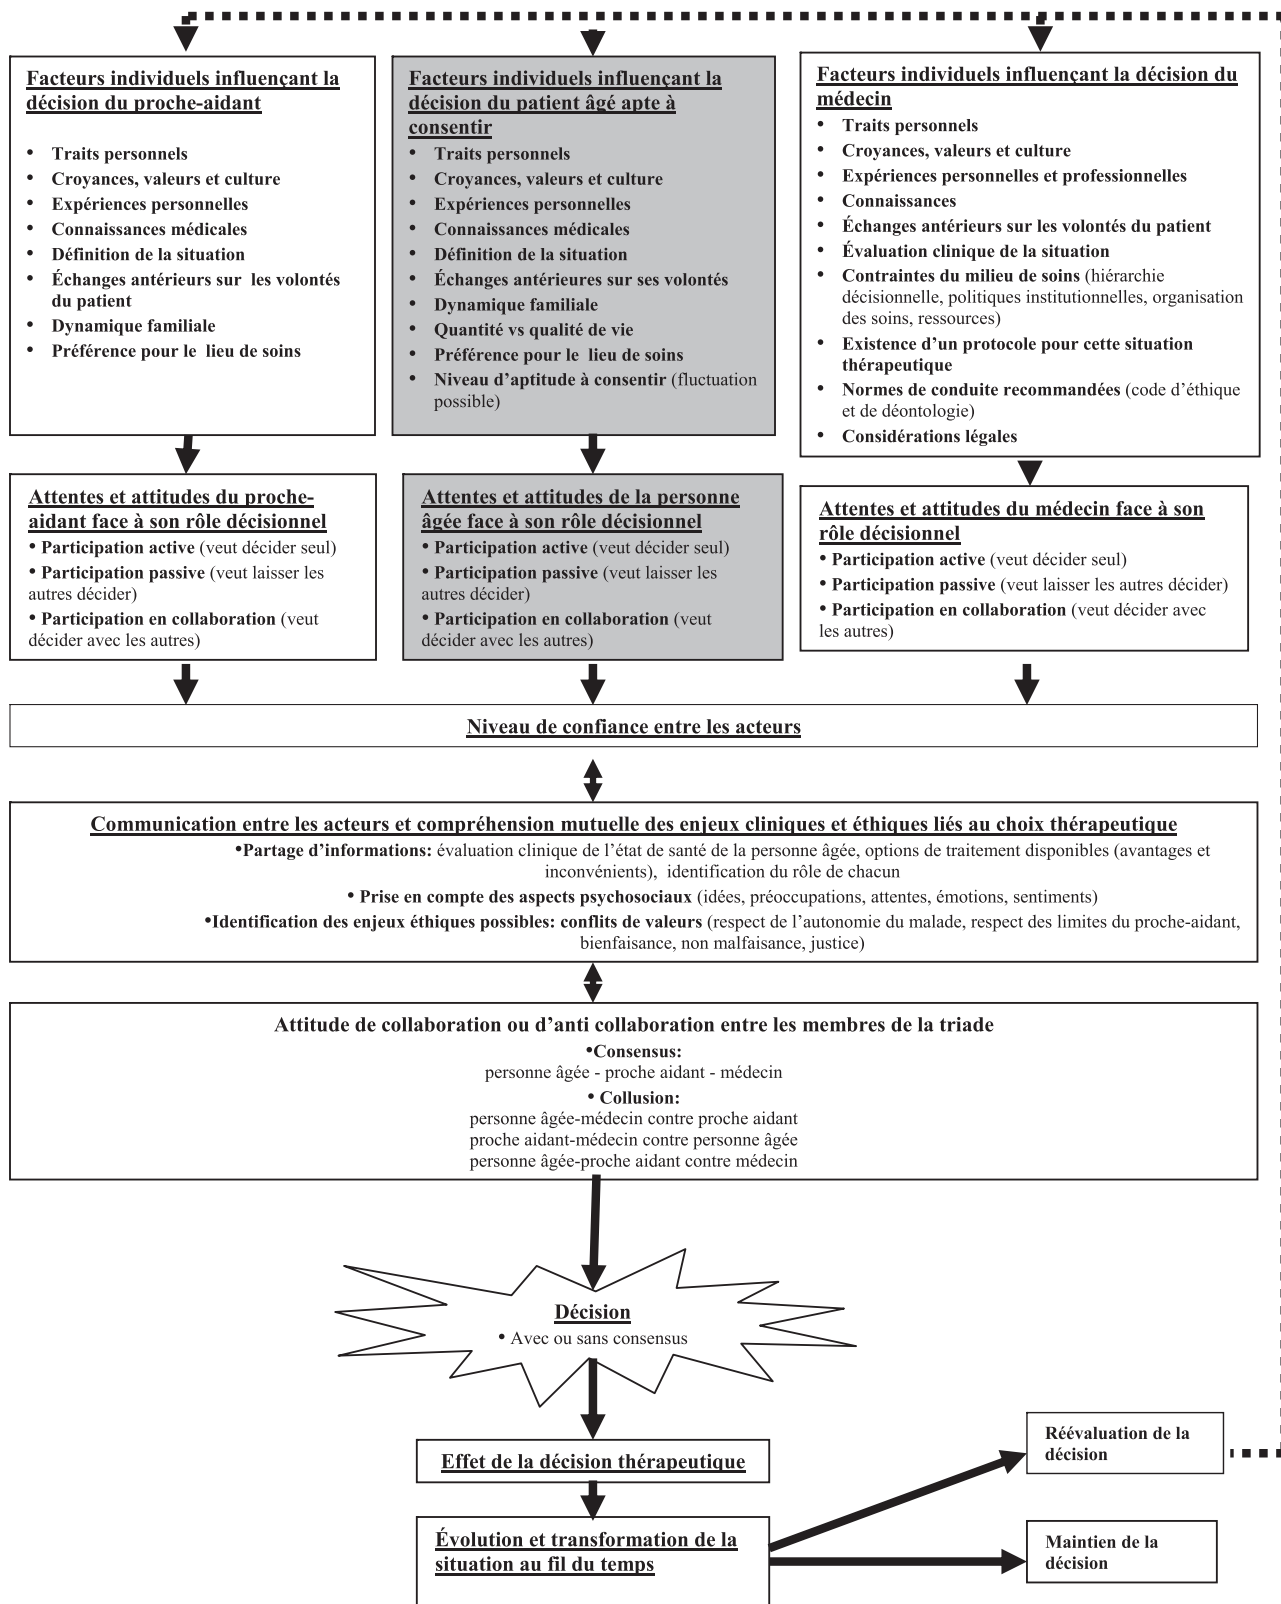 Facteurs individuels influençant la
décision du proche-aidant
• Traits personnels
• Croyances, valeurs et culture
• Expériences personnelles
• Connaissances médicales
• Définition de la situation
• Échanges antérieurs sur les volontés
du patient
• Dynamique familiale
• Préférence pour le lieu de soins
Facteurs individuels influençant la
décision du patient âgé apte à
consentir
• Traits personnels
• Croyances, valeurs et culture
• Expériences personnelles
• Connaissances médicales
• Définition de la situation
• Échanges antérieures sur ses volontés
• Dynamique familiale
• Quantité vs qualité de vie
• Préférence pour le lieu de soins
• Niveau d'aptitude à consentir (fluctuation
possible)
Facteurs individuels influençant la décision du
médecin
• Traits personnels
• Croyances, valeurs et culture
• Expériences personnelles et professionnelles
• Connaissances
• Échanges antérieurs sur les volontés du patient
• Évaluation clinique de la situation
• Contraintes du milieu de soins (hiérarchie
décisionnelle, politiques institutionnelles, organisation
des soins, ressources)
• Existence d'un protocole pour cette situation
thérapeutique
• Normes de conduite recommandées (code d'éthique
et de déontologie)
• Considérations légales
Attentes et attitudes du proche-
aidant face à son rôle décisionnel
• Participation active (veut décider seul)
• Participation passive (veut laisser les
autres décider)
• Participation en collaboration (veut
décider avec les autres)
Attentes et attitudes de la personne
âgée face à son rôle décisionnel
• Participation active (veut décider seul)
• Participation passive (veut laisser les
autres décider)
• Participation en collaboration (veut
décider avec les autres)
Attentes et attitudes du médecin face à son
rôle décisionnel
• Participation active (veut décider seul)
• Participation passive (veut laisser les autres décider)
• Participation en collaboration (veut décider avec
les autres)
Niveau de confiance entre les acteurs
Communication entre les acteurs et compréhension mutuelle des enjeux cliniques et éthiques liés au choix thérapeutique
•Partage d'informations: évaluation clinique de l'état de santé de la personne âgée, options de traitement disponibles (avantages et
inconvénients), identification du rôle de chacun
• Prise en compte des aspects psychosociaux (idées, préoccupations, attentes, émotions, sentiments)
•Identification des enjeux éthiques possibles: conflits de valeurs (respect de l'autonomie du malade, respect des limites du proche-aidant,
bienfaisance, non malfaisance, justice)
Attitude de collaboration ou d'anti collaboration entre les membres de la triade
•Consensus:
personne âgée - proche aidant - médecin
• Collusion:
personne âgée-médecin contre proche aidant
proche aidant-médecin contre personne âgée
personne âgée-proche aidant contre médecin
Décision
• Avec ou sans consensus
Effet de la décision thérapeutique
Évolution et transformation de la
situation au fil du temps
Réévaluation de la
décision
Maintien de la
décision